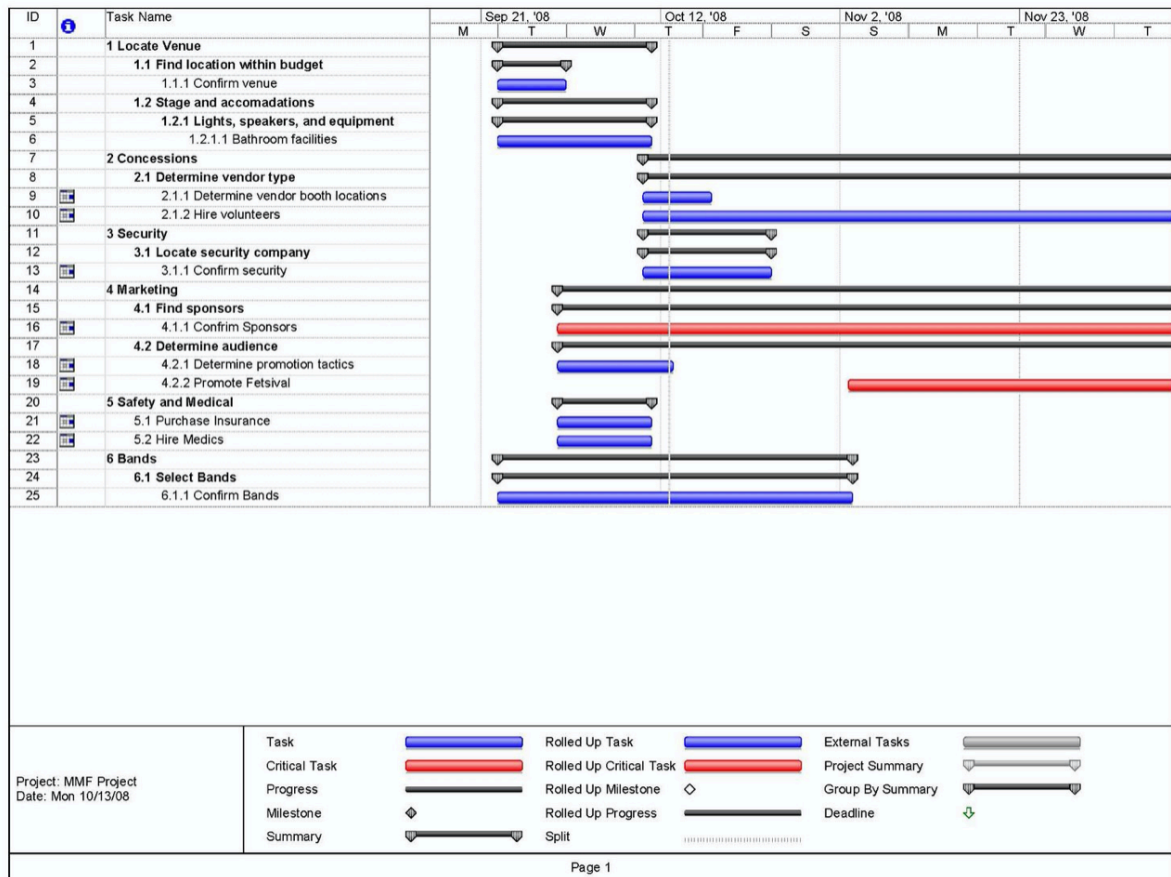 ID Task Name Sep 21, '08 Oct 12, '08 Nov 2, '08 Nov 23, '08
M T W T F S S M T W T
1 1 Locate Venue
2 1.1 Find location within budget
3 1.1.1 Confirm venue
4 1.2 Stage and accomadations
5 1.2.1 Lights, speakers, and equipment
6 1.2.1.1 Bathroom facilities
7 2 Concessions
8 2.1 Determine vendor type
9 2.1.1 Determine vendor booth locations
10 2.1.2 Hire volunteers
11 3 Security
12 3.1 Locate security company
13 3.1.1 Confirm security
14 4 Marketing
15 4.1 Find sponsors
16 4.1.1 Confrim Sponsors
17 4.2 Determine audience
18 4.2.1 Determine promotion tactics
19 4.2.2 Promote Fetsival
20 5 Safety and Medical
21 5.1 Purchase Insurance
22 5.2 Hire Medics
23 6 Bands
24 6.1 Select Bands
25 6.1.1 Confirm Bands
Project: MMF Project
Date: Mon 10/13/08
Task Rolled Up Task External Tasks
Critical Task Rolled Up Critical Task Project Summary
Progress Rolled Up Milestone Group By Summary
Milestone Rolled Up Progress Deadline
Summary Split
Page 1